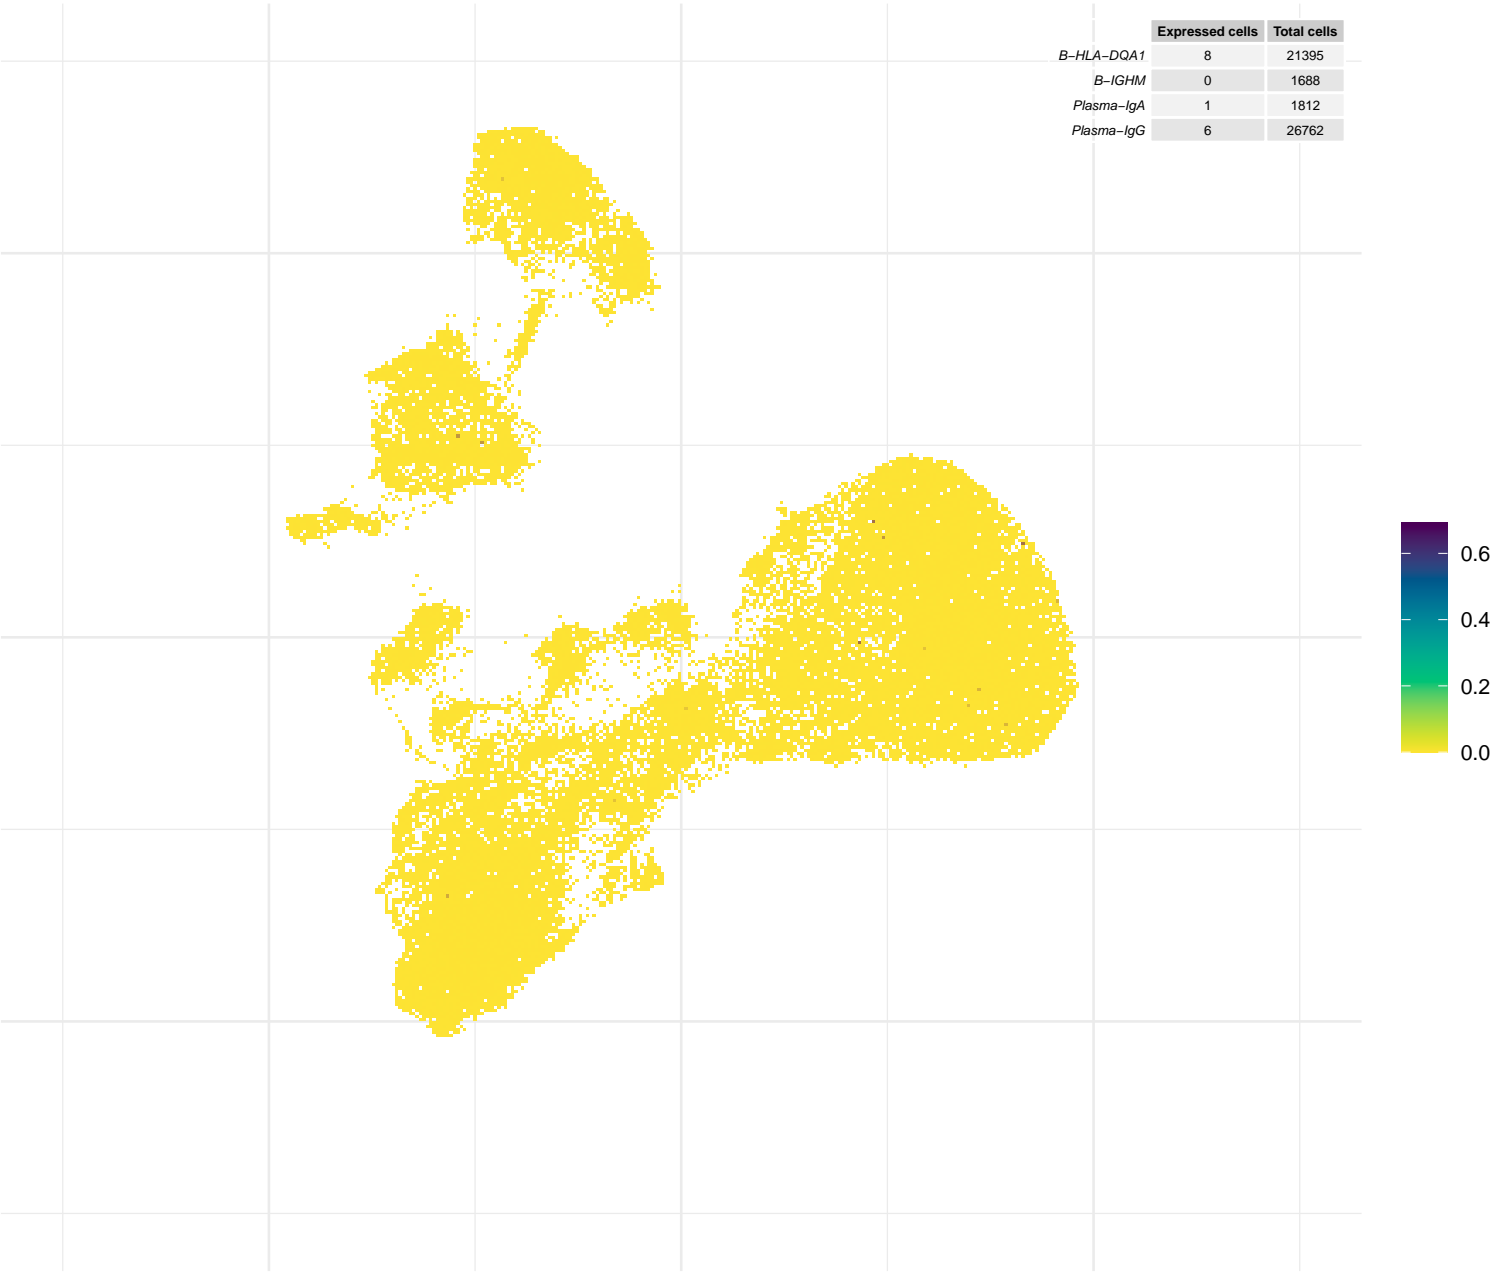 Expressed cells Total cells
B−HLA−DQA1 8 21395
B−IGHM 0 1688
Plasma−IgA 1 1812
Plasma−IgG 6 26762
0.6
0.4
0.2
0.0